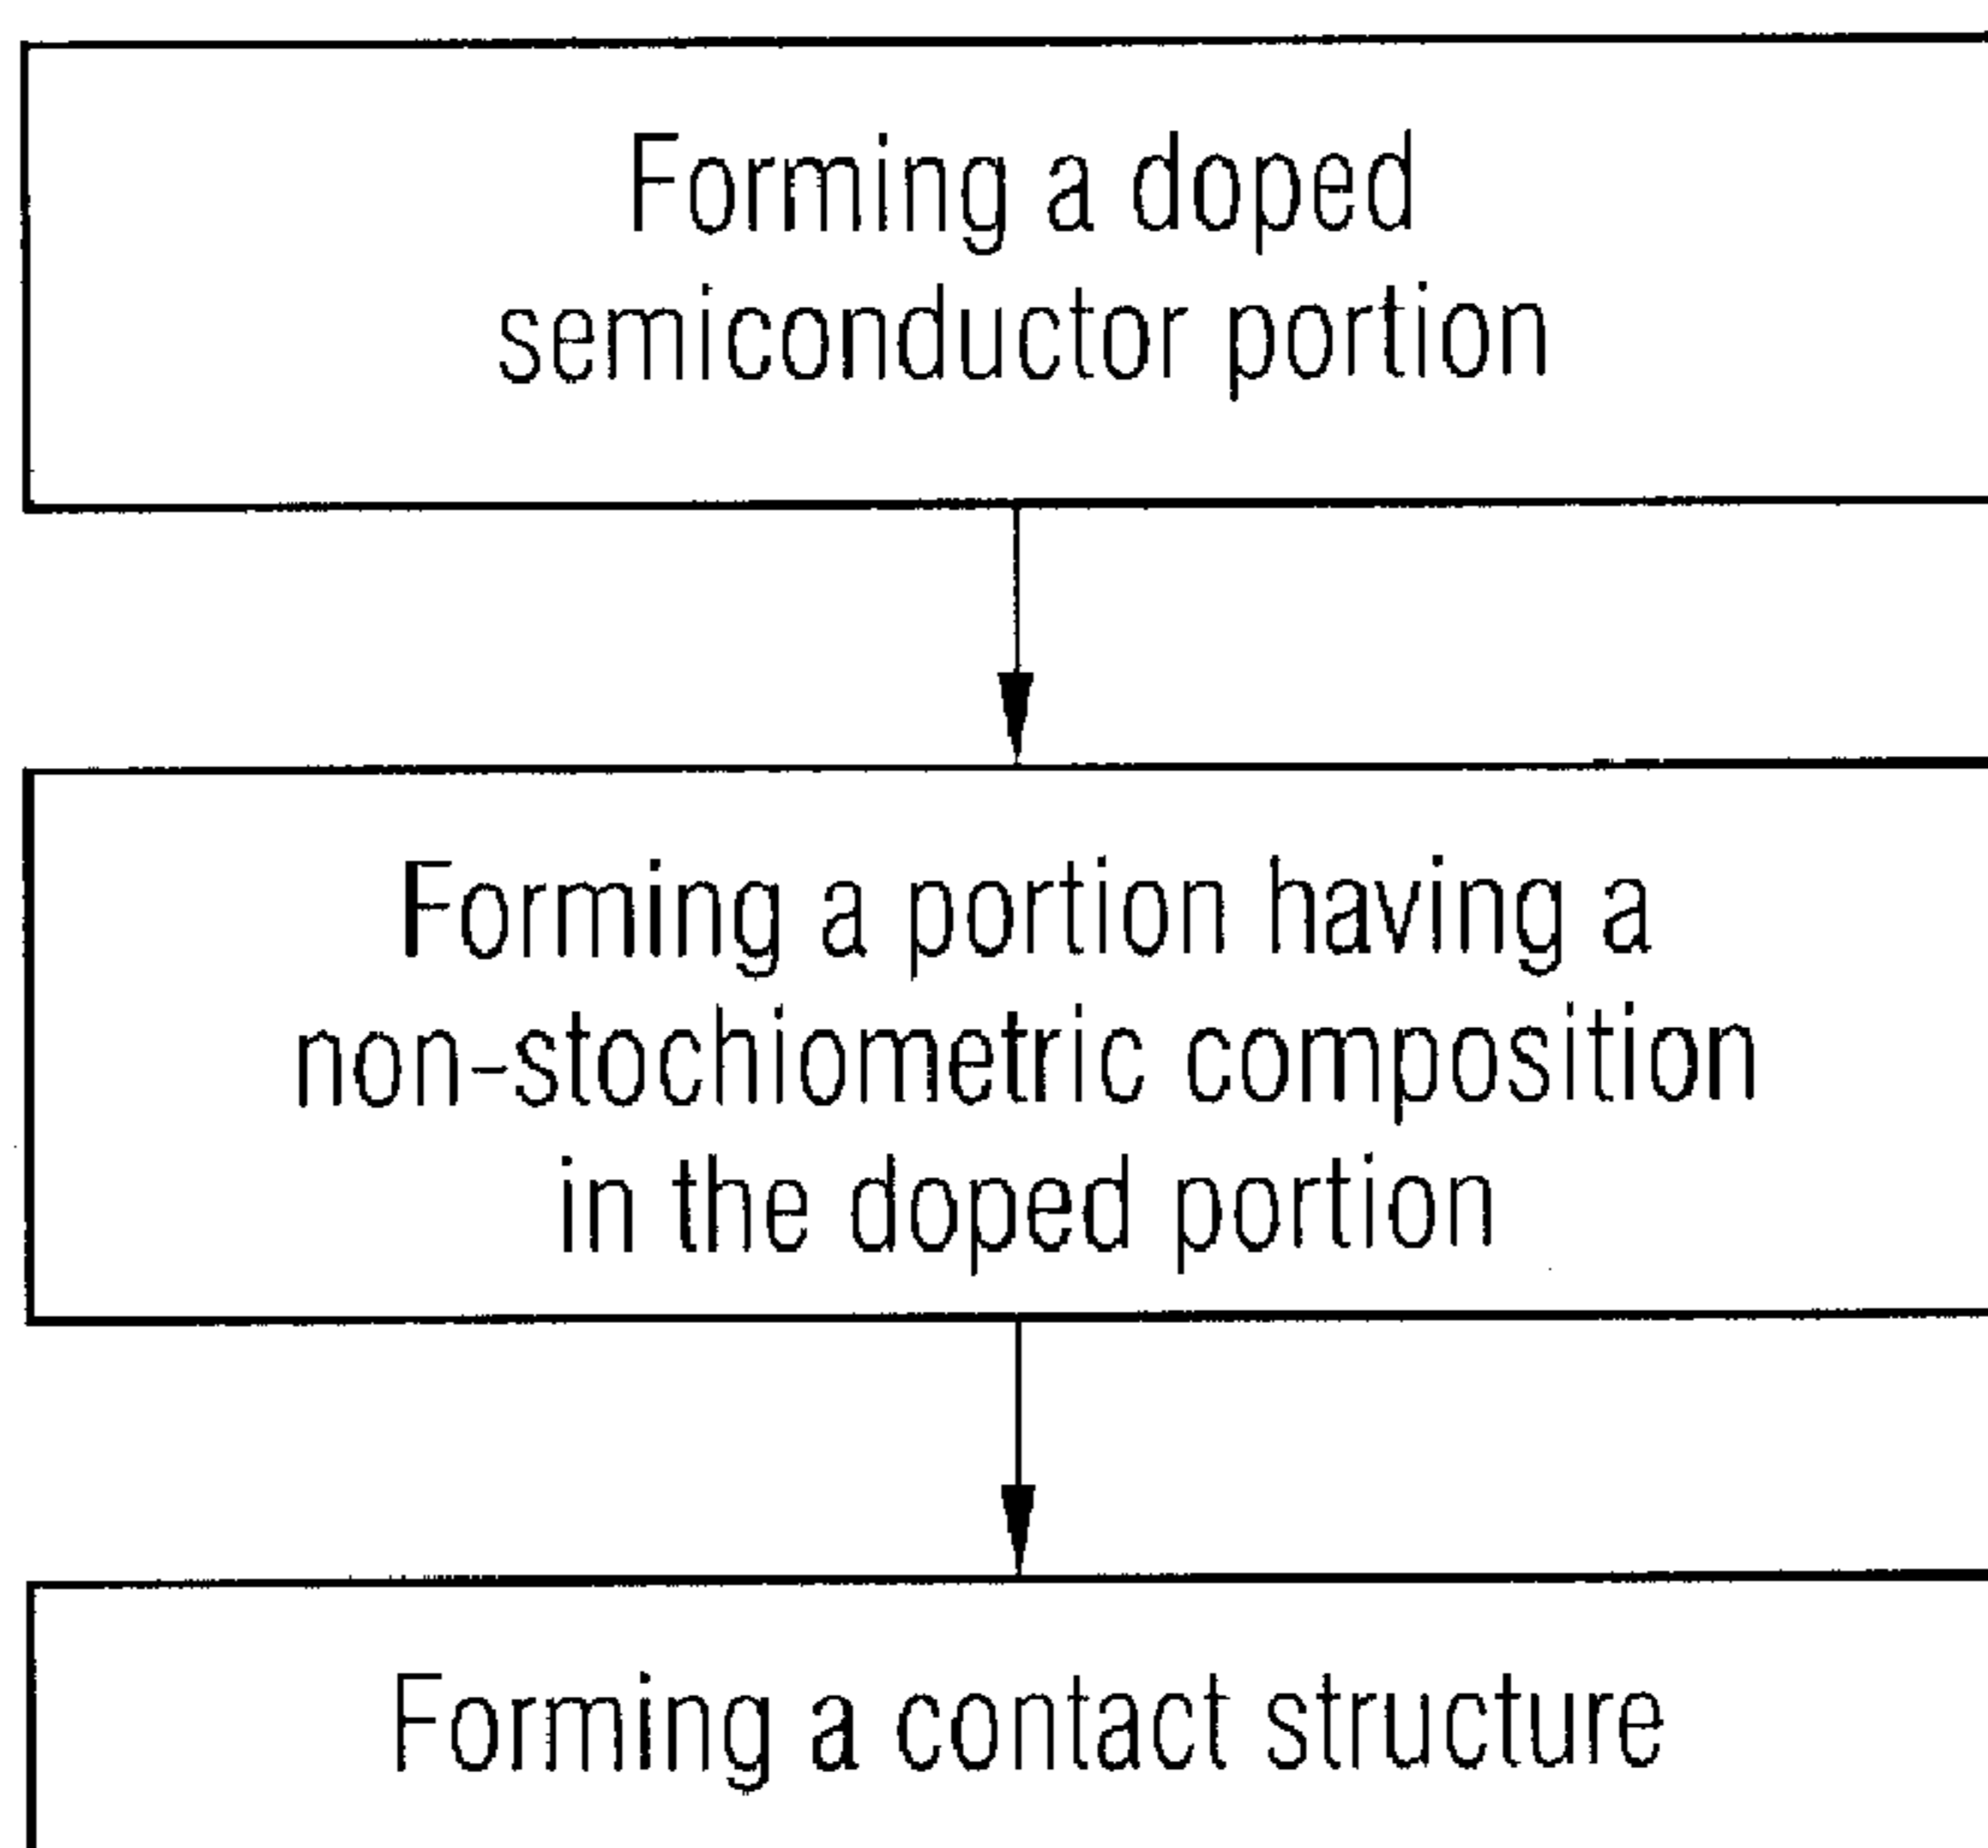 Forming a doped
semiconductor portion
Forming a portion having a
non-stochiometric composition
in the doped portion
Forming a contact structure